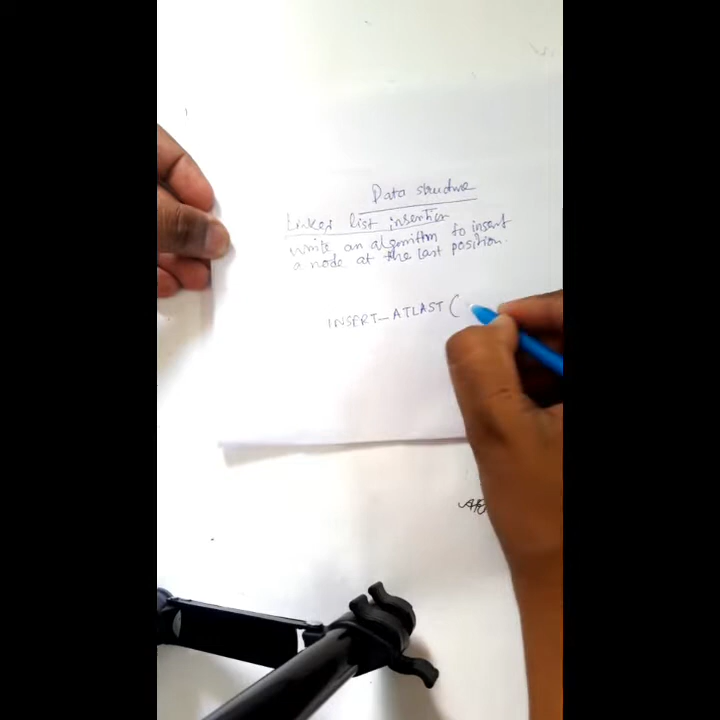 Data structure
Linked list insertion
write an algorithm to insert
a node at the last position.
INSERT_ATLAST (